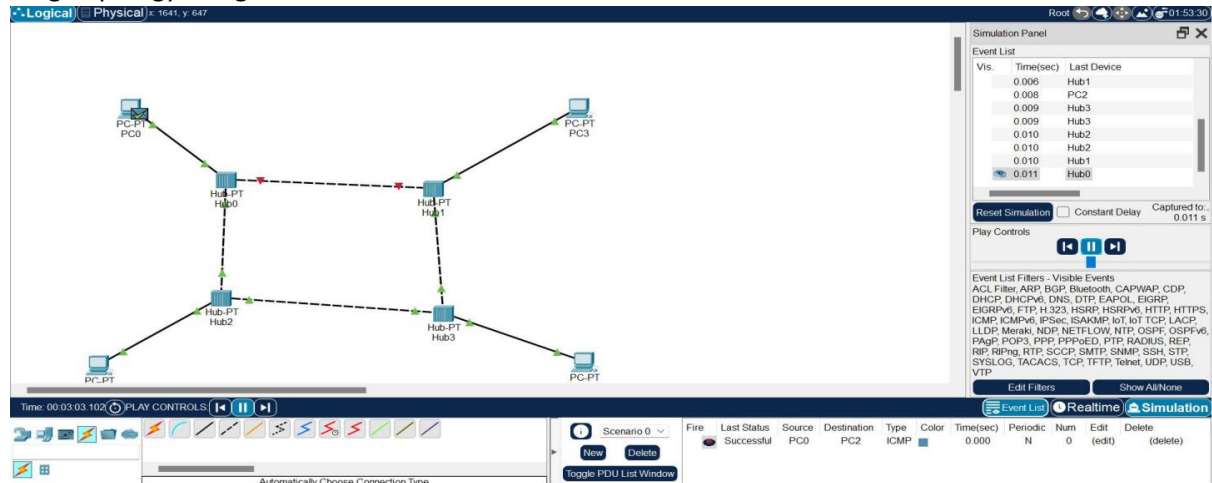 Logical Physical x: 1641, y: 647 Root 01:53:30
PC-PT
PC0
PC-PT
PC3
Hub-PT
Hub0
Hub-PT
Hub1
Hub-PT
Hub2
Hub-PT
Hub3
PC-PT
PC-PT
Simulation Panel
Event List
Vis. Time(sec) Last Device
0.006 Hub1
0.008 PC2
0.009 Hub3
0.009 Hub3
0.010 Hub2
0.010 Hub2
0.010 Hub1
0.011 Hub0
Reset Simulation Constant Delay Captured to:
0.011 s
Play Controls
Event List Filters - Visible Events
ACL Filter, ARP, BGP, Bluetooth, CAPWAP, CDP,
DHCP, DHCPv6, DNS, DTP, EAPOL, EIGRP,
EIGRPv6, FTP, H.323, HSRP, HSRPv6, HTTP, HTTPS,
ICMP, ICMPv6, IPSec, ISAKMP, IoT, IoT TCP, LACP,
LLDP, Meraki, NDP, NETFLOW, NTP, OSPF, OSPFv6,
PAgP, POP3, PPP, PPPoED, PTP, RADIUS, REP,
RIP, RIPng, RTP, SCCP, SMTP, SNMP, SSH, STP,
SYSLOG, TACACS, TCP, TFTP, Telnet, UDP, USB,
VTP
Edit Filters Show All/None
Time: 00:03:03.102 PLAY CONTROLS: Event List Realtime Simulation
Scenario 0
New Delete
Toggle PDU List Window
Fire Last Status Source Destination Type Color Time(sec) Periodic Num Edit Delete
Successful PC0 PC2 ICMP 0.000 N 0 (edit) (delete)
Automatically Choose Connection Type